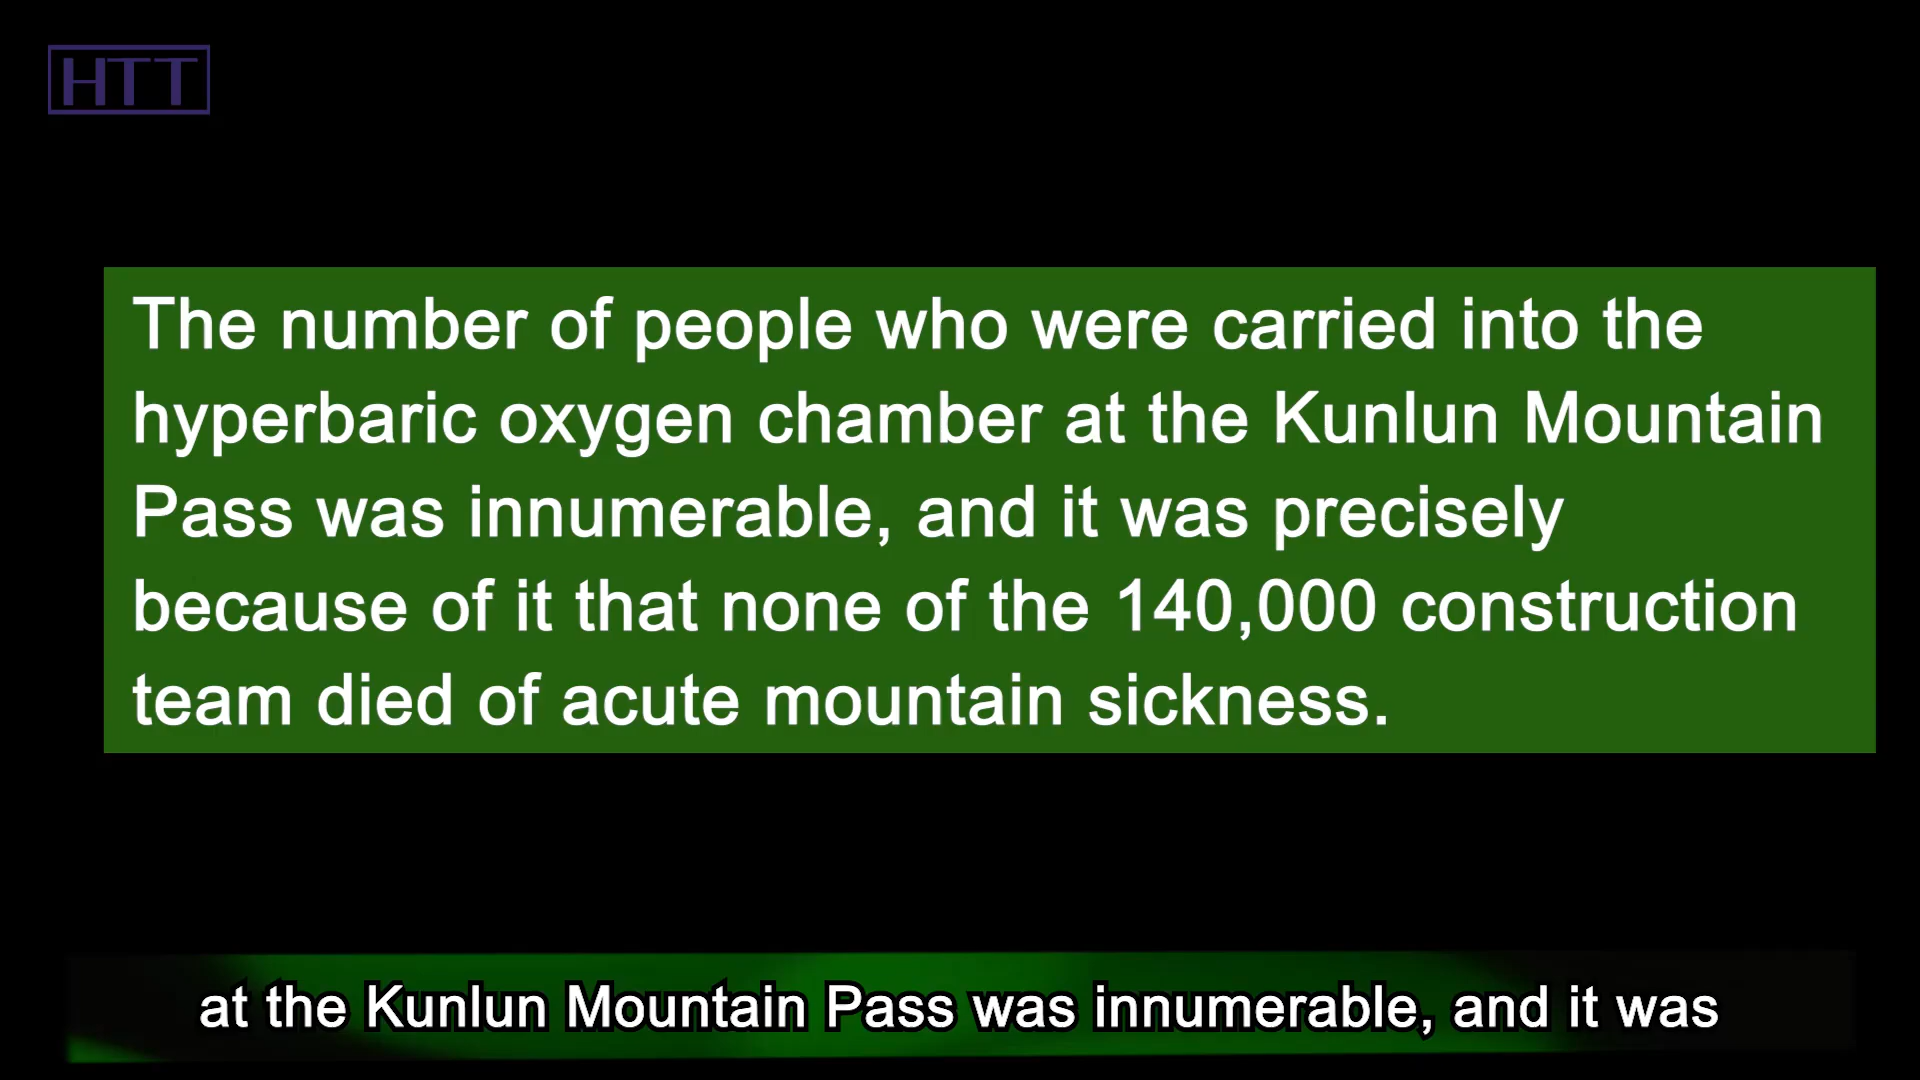 HTT
The number of people who were carried into the
hyperbaric oxygen chamber at the Kunlun Mountain
Pass was innumerable, and it was precisely
because of it that none of the 140,000 construction
team died of acute mountain sickness.
at the Kunlun Mountain Pass was innumerable, and it was